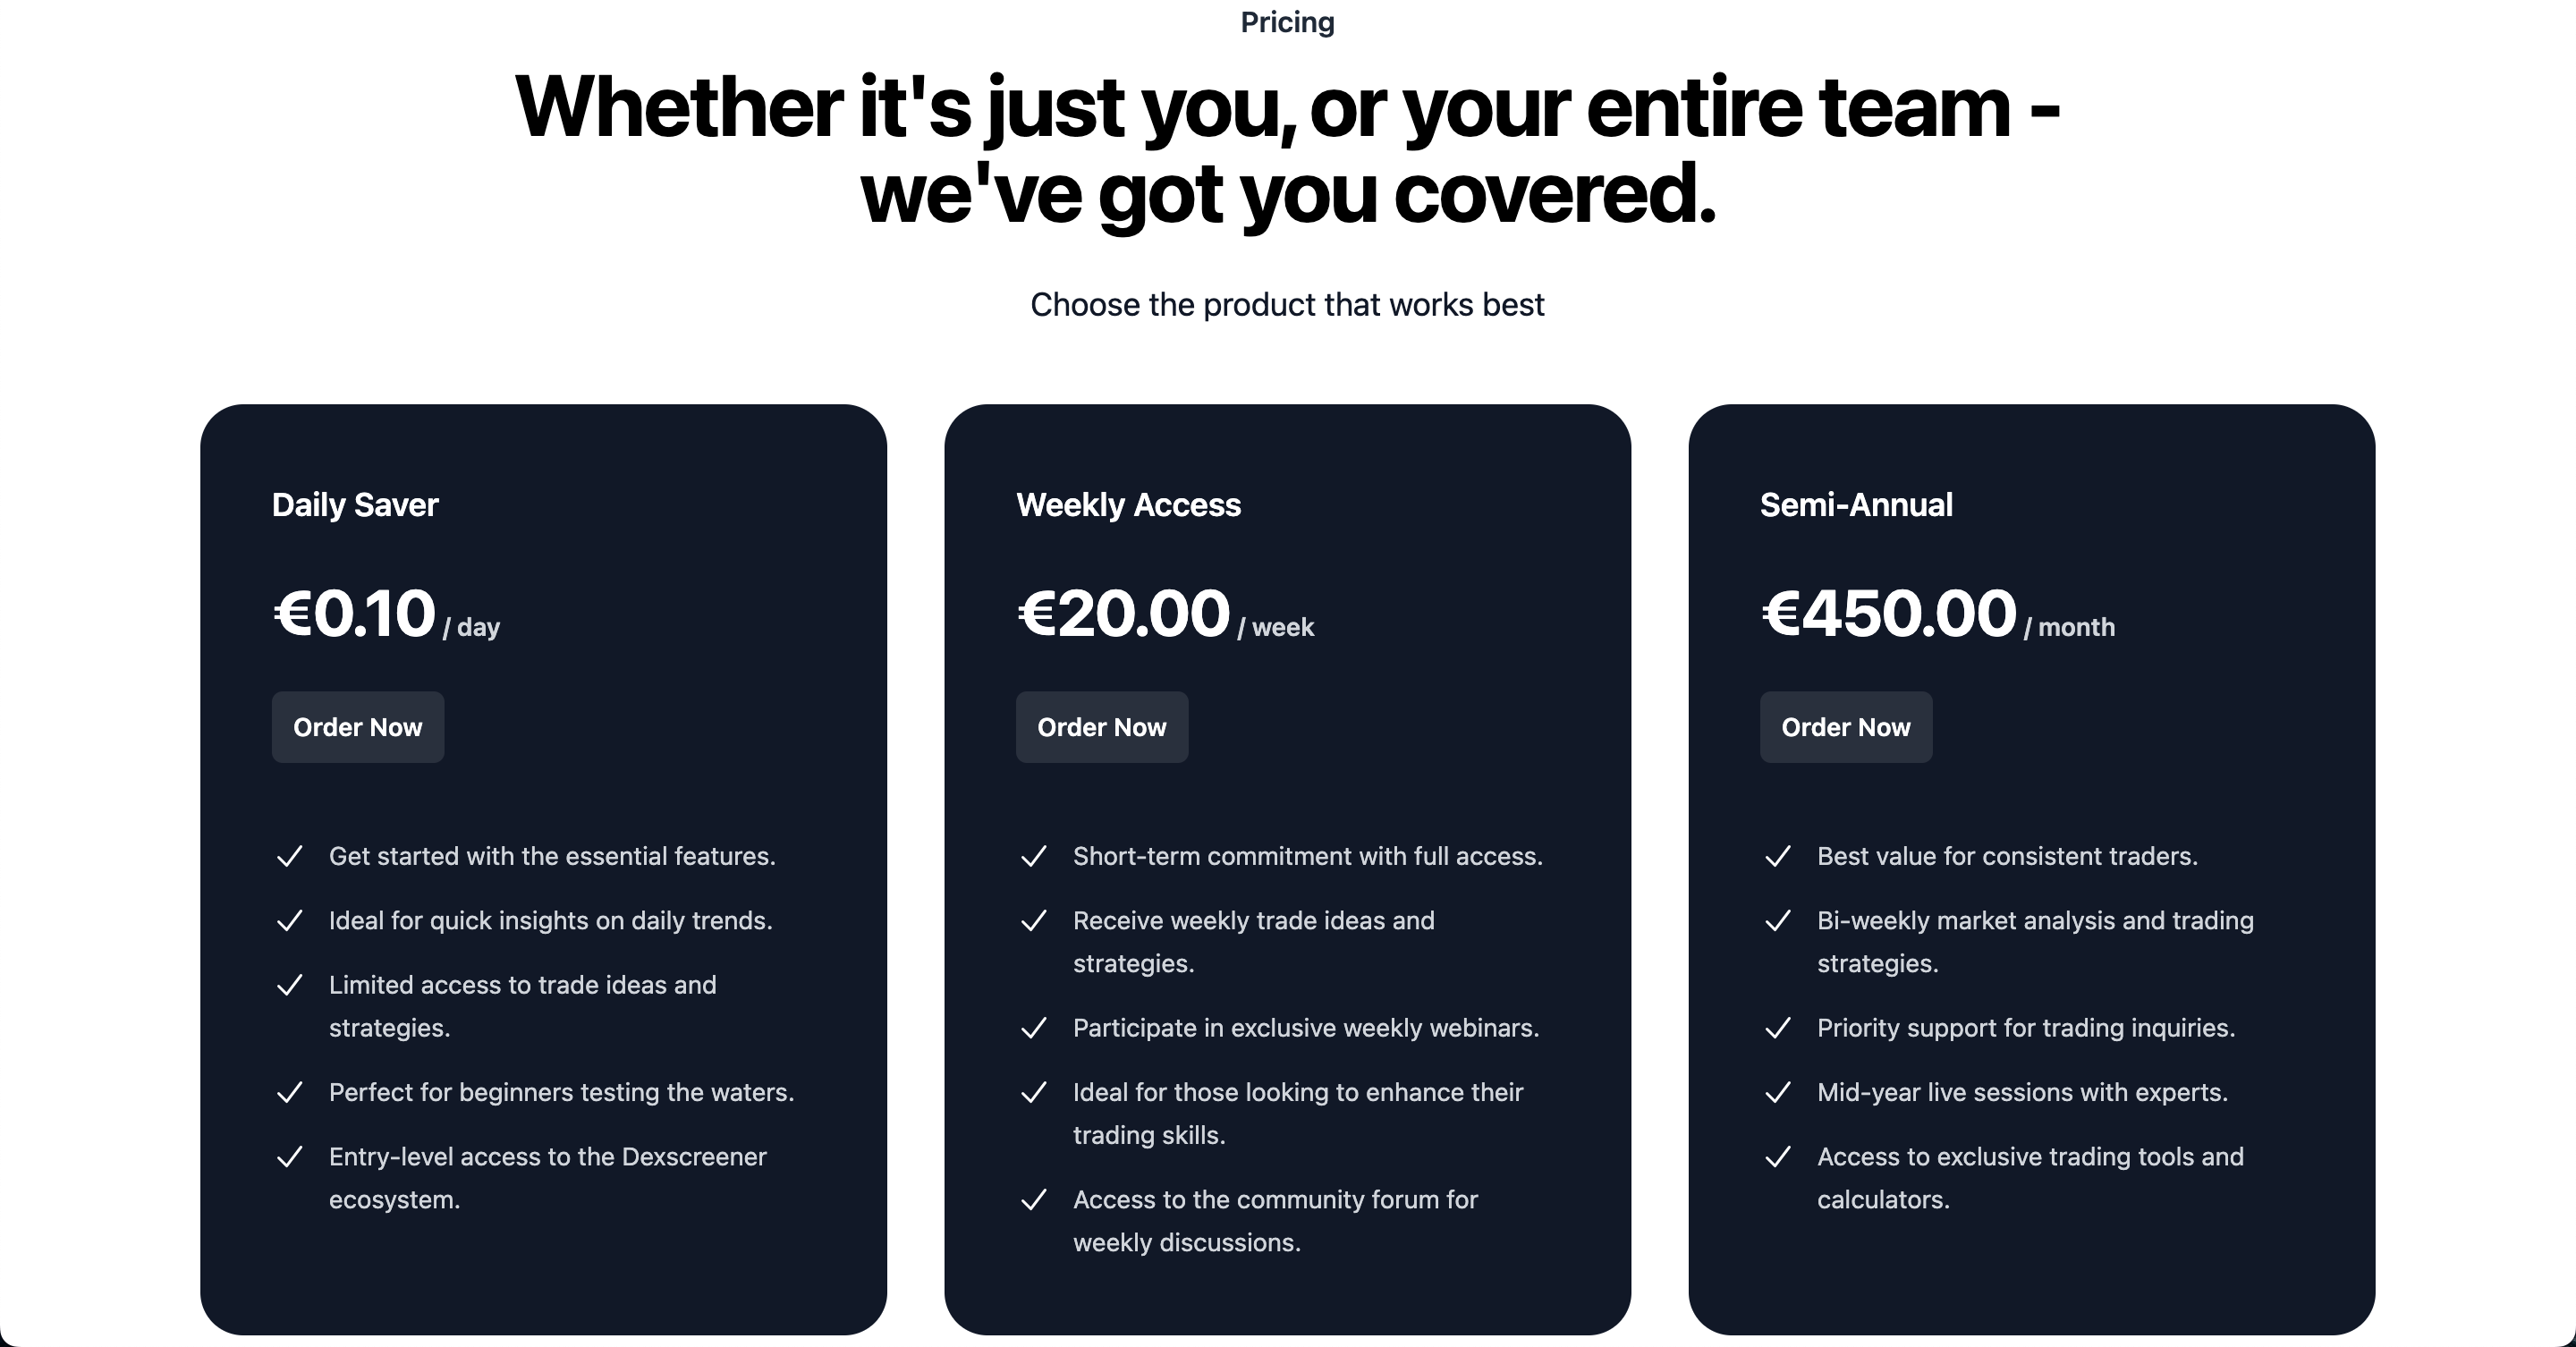 Pricing
Whether it's just you, or your entire team -
we've got you covered.
Choose the product that works best
Daily Saver
€0.10 / day
Order Now
Get started with the essential features.
Ideal for quick insights on daily trends.
Limited access to trade ideas and
strategies.
Perfect for beginners testing the waters.
Entry-level access to the Dexscreener
ecosystem.
Weekly Access
€20.00 / week
Order Now
Short-term commitment with full access.
Receive weekly trade ideas and
strategies.
Participate in exclusive weekly webinars.
Ideal for those looking to enhance their
trading skills.
Access to the community forum for
weekly discussions.
Semi-Annual
€450.00 / month
Order Now
Best value for consistent traders.
Bi-weekly market analysis and trading
strategies.
Priority support for trading inquiries.
Mid-year live sessions with experts.
Access to exclusive trading tools and
calculators.